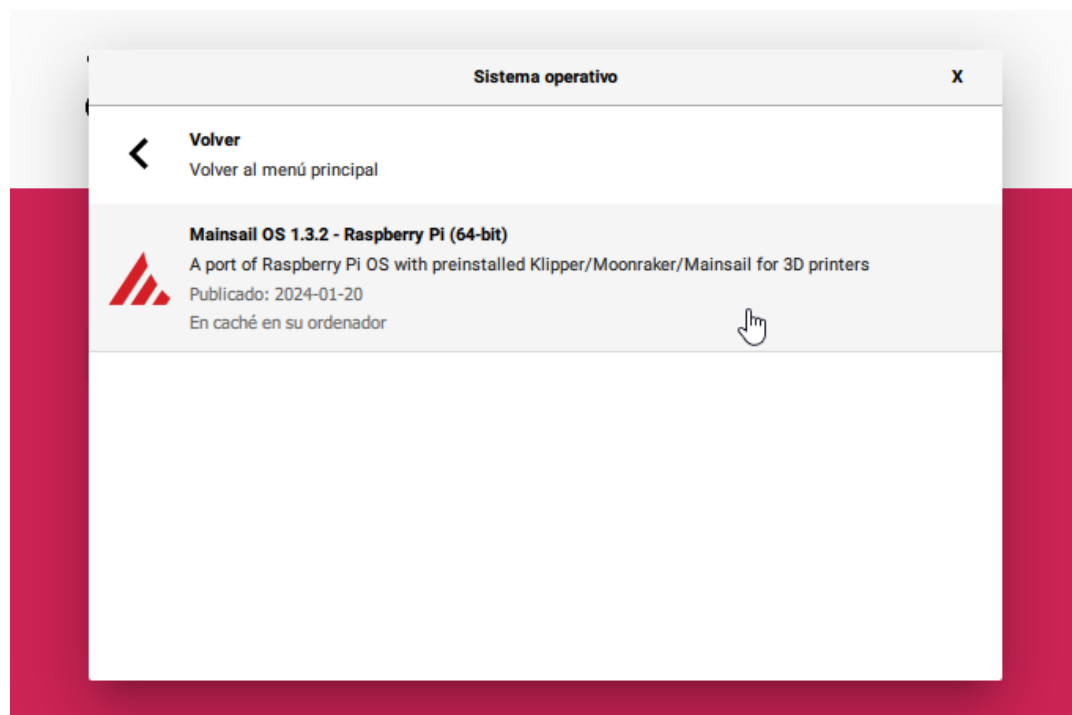 Sistema operativo
X
Volver
Volver al menú principal
Mainsail OS 1.3.2 - Raspberry Pi (64-bit)
A port of Raspberry Pi OS with preinstalled Klipper/Moonraker/Mainsail for 3D printers
Publicado: 2024-01-20
En caché en su ordenador